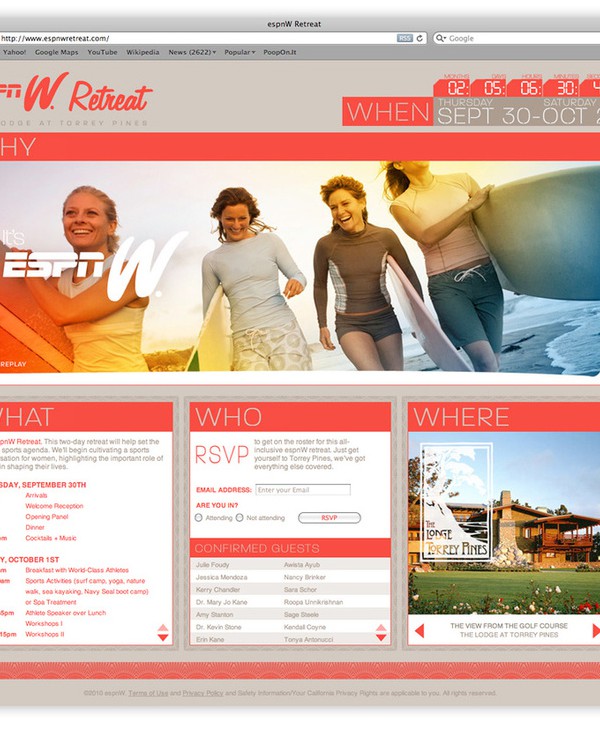 espnW Retreat
http://www.espnwretreat.com/
RSS
Google
Yahoo!
Google Maps
YouTube
Wikipedia
News (2622)
Popular
PoopOn.It
W. Retreat
ODGE AT TORREY PINES
MONTHS DAYS HOURS MINUTES
02: 05: 06: 30: 4
WHEN
THURSDAY SATURDAY
SEPT 30-OCT 2
HY
It's
ESPN W.
REPLAY
WHAT
pnW Retreat. This two-day retreat will help set the
sports agenda. We'll begin cultivating a sports
sation for women, highlighting the important role of
in shaping their lives.
SDAY, SEPTEMBER 30TH
Arrivals
Welcome Reception
Opening Panel
Dinner
pm Cocktails + Music
Y, OCTOBER 1ST
Breakfast with World-Class Athletes
Sports Activities (surf camp, yoga, nature
walk, sea kayaking, Navy Seal boot camp)
or Spa Treatment
5pm Athlete Speaker over Lunch
Workshops I
15pm Workshops II
WHO
RSVP
to get on the roster for this all-
inclusive espnW retreat. Just get
yourself to Torrey Pines, we've got
everything else covered.
EMAIL ADDRESS: Enter your Email
ARE YOU IN?
Attending Not attending RSVP
CONFIRMED GUESTS
Julie Foudy Awista Ayub
Jessica Mendoza Nancy Brinker
Kerry Chandler Sara Schor
Dr. Mary Jo Kane Roopa Unnikrishnan
Amy Stanton Sage Steele
Dr. Kevin Stone Kendall Coyne
Erin Kane Tonya Antonucci
WHERE
THE LODGE
TORREY PINES
THE VIEW FROM THE GOLF COURSE
THE LODGE AT TORREY PINES
©2010 espnW. Terms of Use and Privacy Policy and Safety Information/Your California Privacy Rights are applicable to you. All rights reserved.